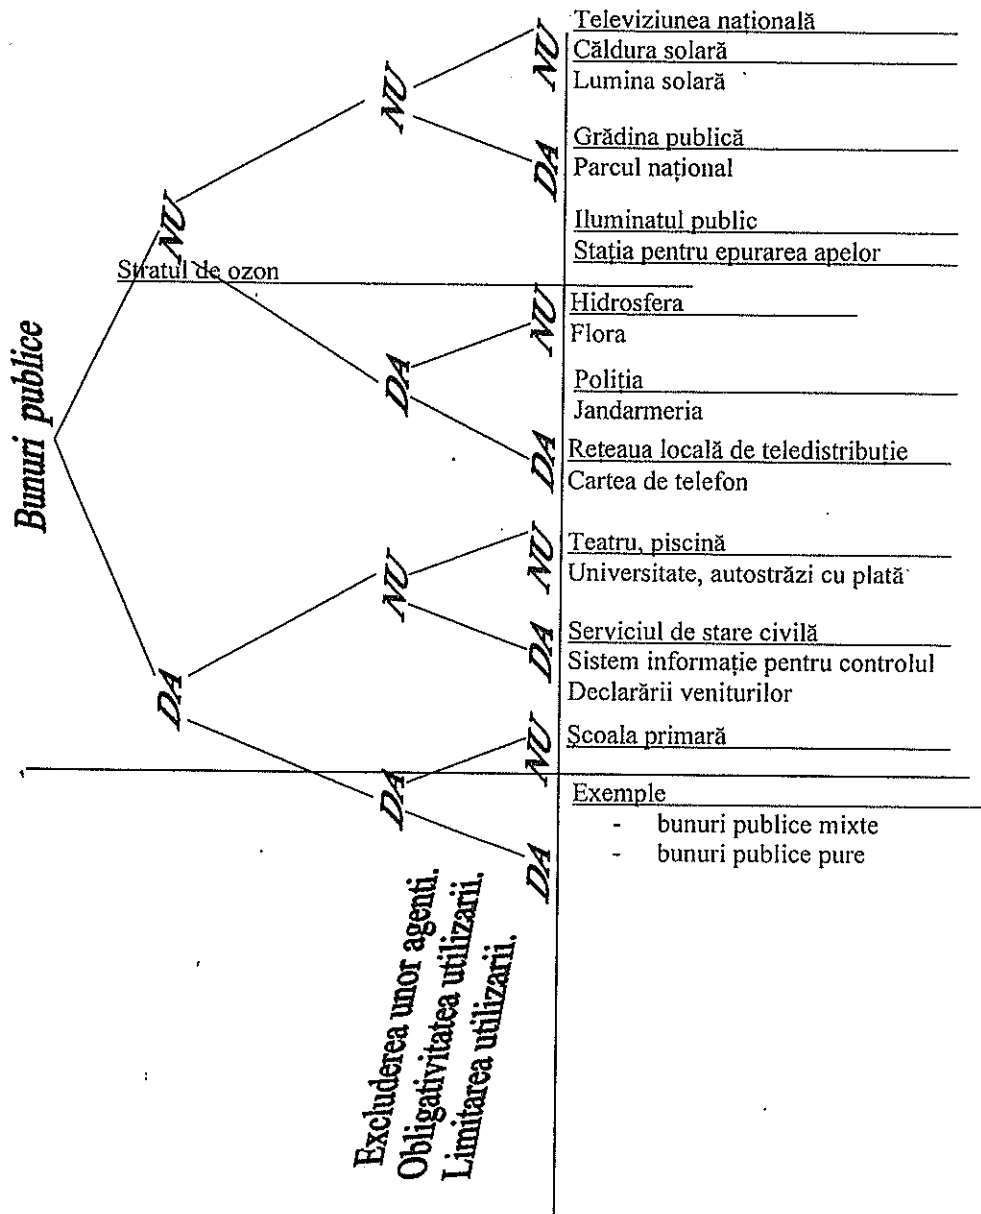 Bunuri publice
NU
DA
Stratul de ozon
NU
DA
NU
DA
NU
DA
NU
DA
NU
DA
NU
DA
Televiziunea națională
Căldura solară
Lumina solară
Grădina publică
Parcul național
Iluminatul public
Stația pentru epurarea apelor
Hidrosfera
Flora
Poliția
Jandarmeria
Rețeaua locală de teledistribuție
Cartea de telefon
Teatru, piscină
Universitate, autostrăzi cu plată
Serviciul de stare civilă
Sistem informație pentru controlul
Declarării veniturilor
Școala primară
Exemple
- bunuri publice mixte
- bunuri publice pure
Excluderea unor agenti.
Obligativitatea utilizarii.
Limitarea utilizarii.